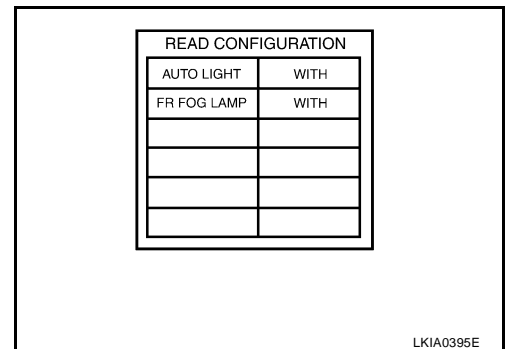 READ CONFIGURATION
AUTO LIGHT WITH
FR FOG LAMP WITH
LKIA0395E